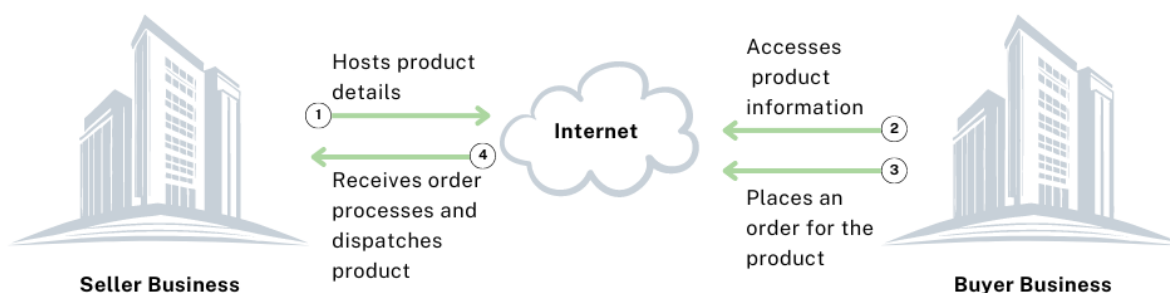 Hosts product
details
1
4
Receives order
processes and
dispatches
product
Seller Business
Internet
Accesses
product
information
2
3
Places an
order for the
product
Buyer Business